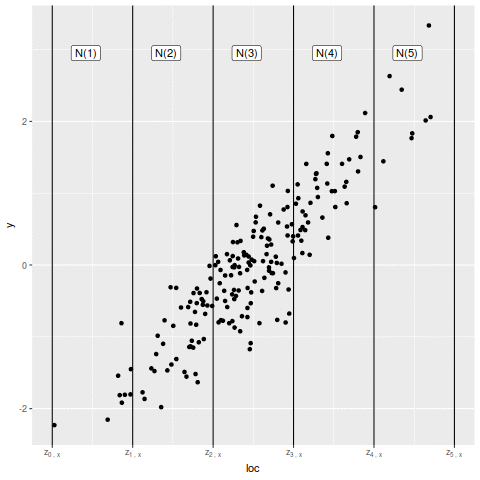 N(1) N(2) N(3) N(4) N(5)
2
0
-2
y
z0, x z1, x z2, x z3, x z4, x z5, x
loc